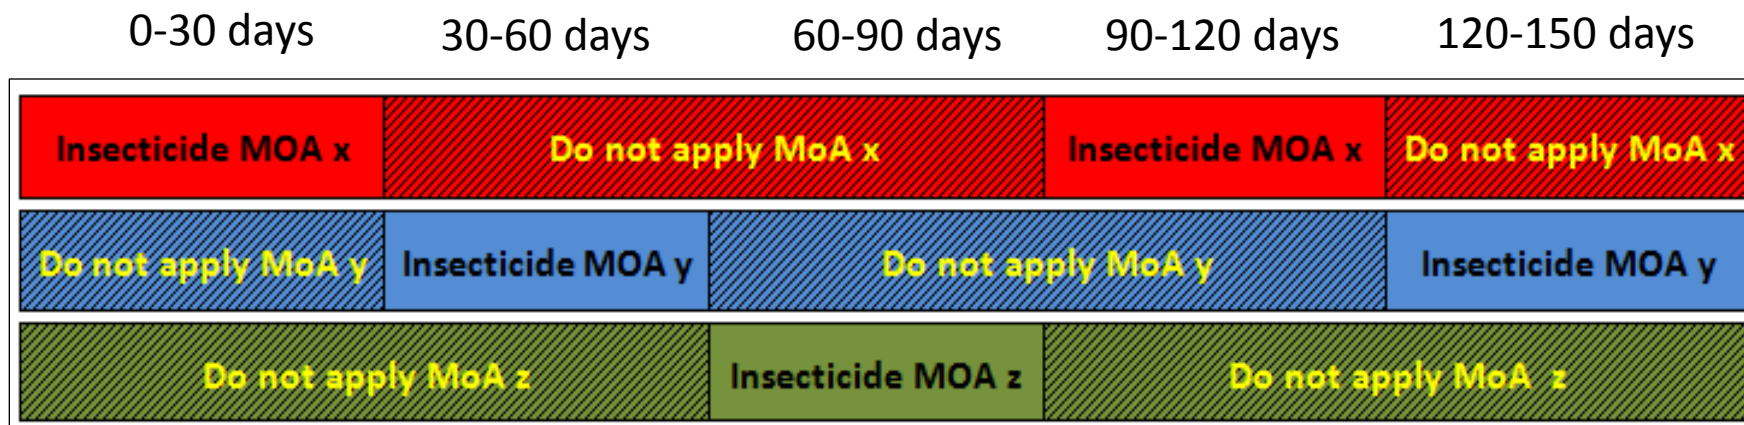 0-30 days 30-60 days 60-90 days 90-120 days 120-150 days
Insecticide MOA x Do not apply MoA x Insecticide MOA x Do not apply MoA x
Do not apply MoA y Insecticide MOA y Do not apply MoA y Insecticide MOA y
Do not apply MoA z Insecticide MOA z Do not apply MoA z